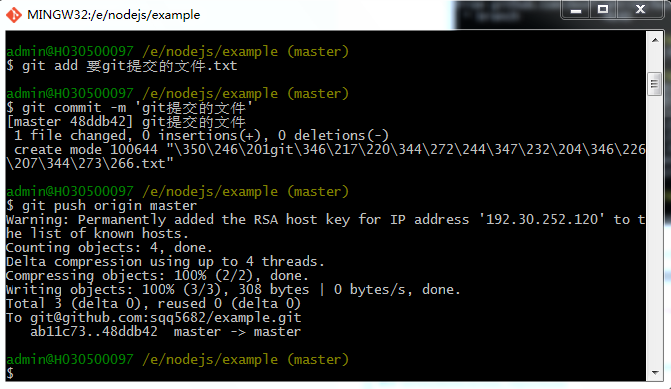 MINGW32:/e/nodejs/example
admin@HO30500097 /e/nodejs/example (master)
$ git add 要git提交的文件.txt
admin@HO30500097 /e/nodejs/example (master)
$ git commit -m 'git提交的文件'
[master 48ddb42] git提交的文件
1 file changed, 0 insertions(+), 0 deletions(-)
create mode 100644 "\350\246\201git\346\217\220\344\272\244\347\232\204\346\226
\207\344\273\266.txt"
admin@HO30500097 /e/nodejs/example (master)
$ git push origin master
Warning: Permanently added the RSA host key for IP address '192.30.252.120' to t
he list of known hosts.
Counting objects: 4, done.
Delta compression using up to 4 threads.
Compressing objects: 100% (2/2), done.
Writing objects: 100% (3/3), 308 bytes | 0 bytes/s, done.
Total 3 (delta 0), reused 0 (delta 0)
To git@github.com:sqq5682/example.git
ab11c73..48ddb42  master -> master
admin@HO30500097 /e/nodejs/example (master)
$